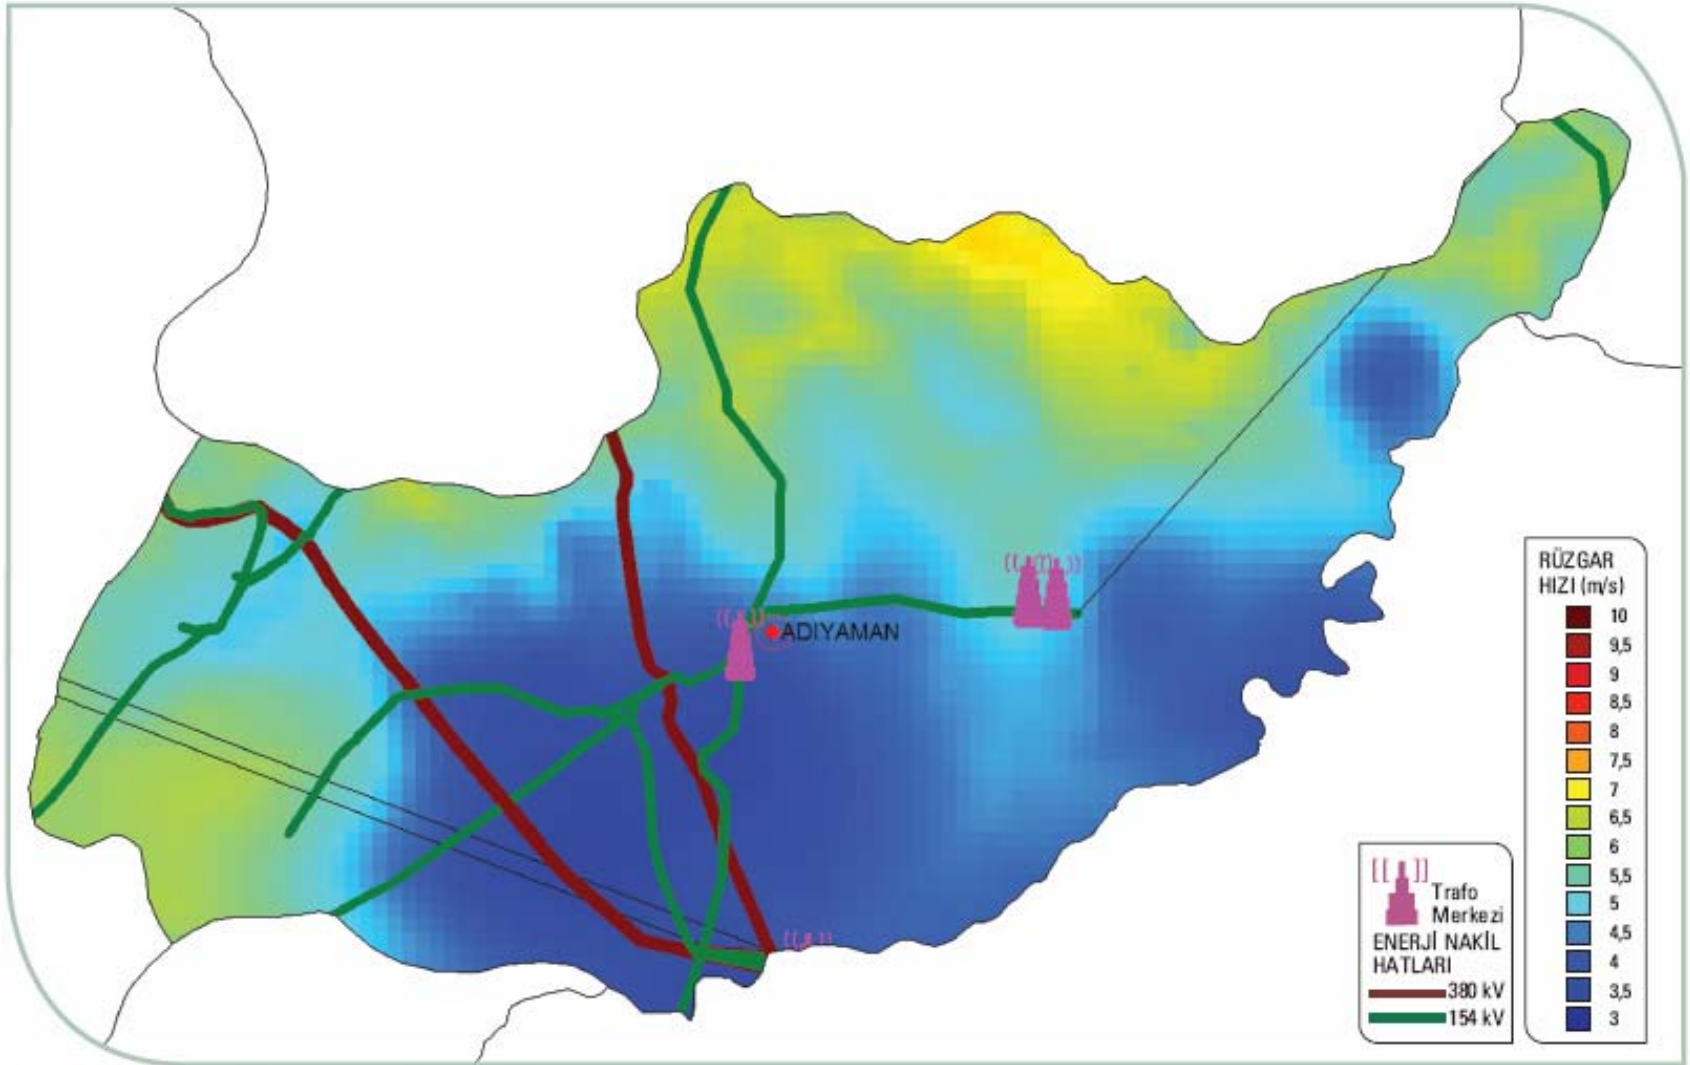 ADIYAMAN
RÜZGAR
HIZI (m/s)
10
9,5
9
8,5
8
7,5
7
6,5
6
5,5
5
4,5
4
3,5
3
Trafo
Merkezi
ENERJİ NAKİL
HATLARI
380 kV
154 kV